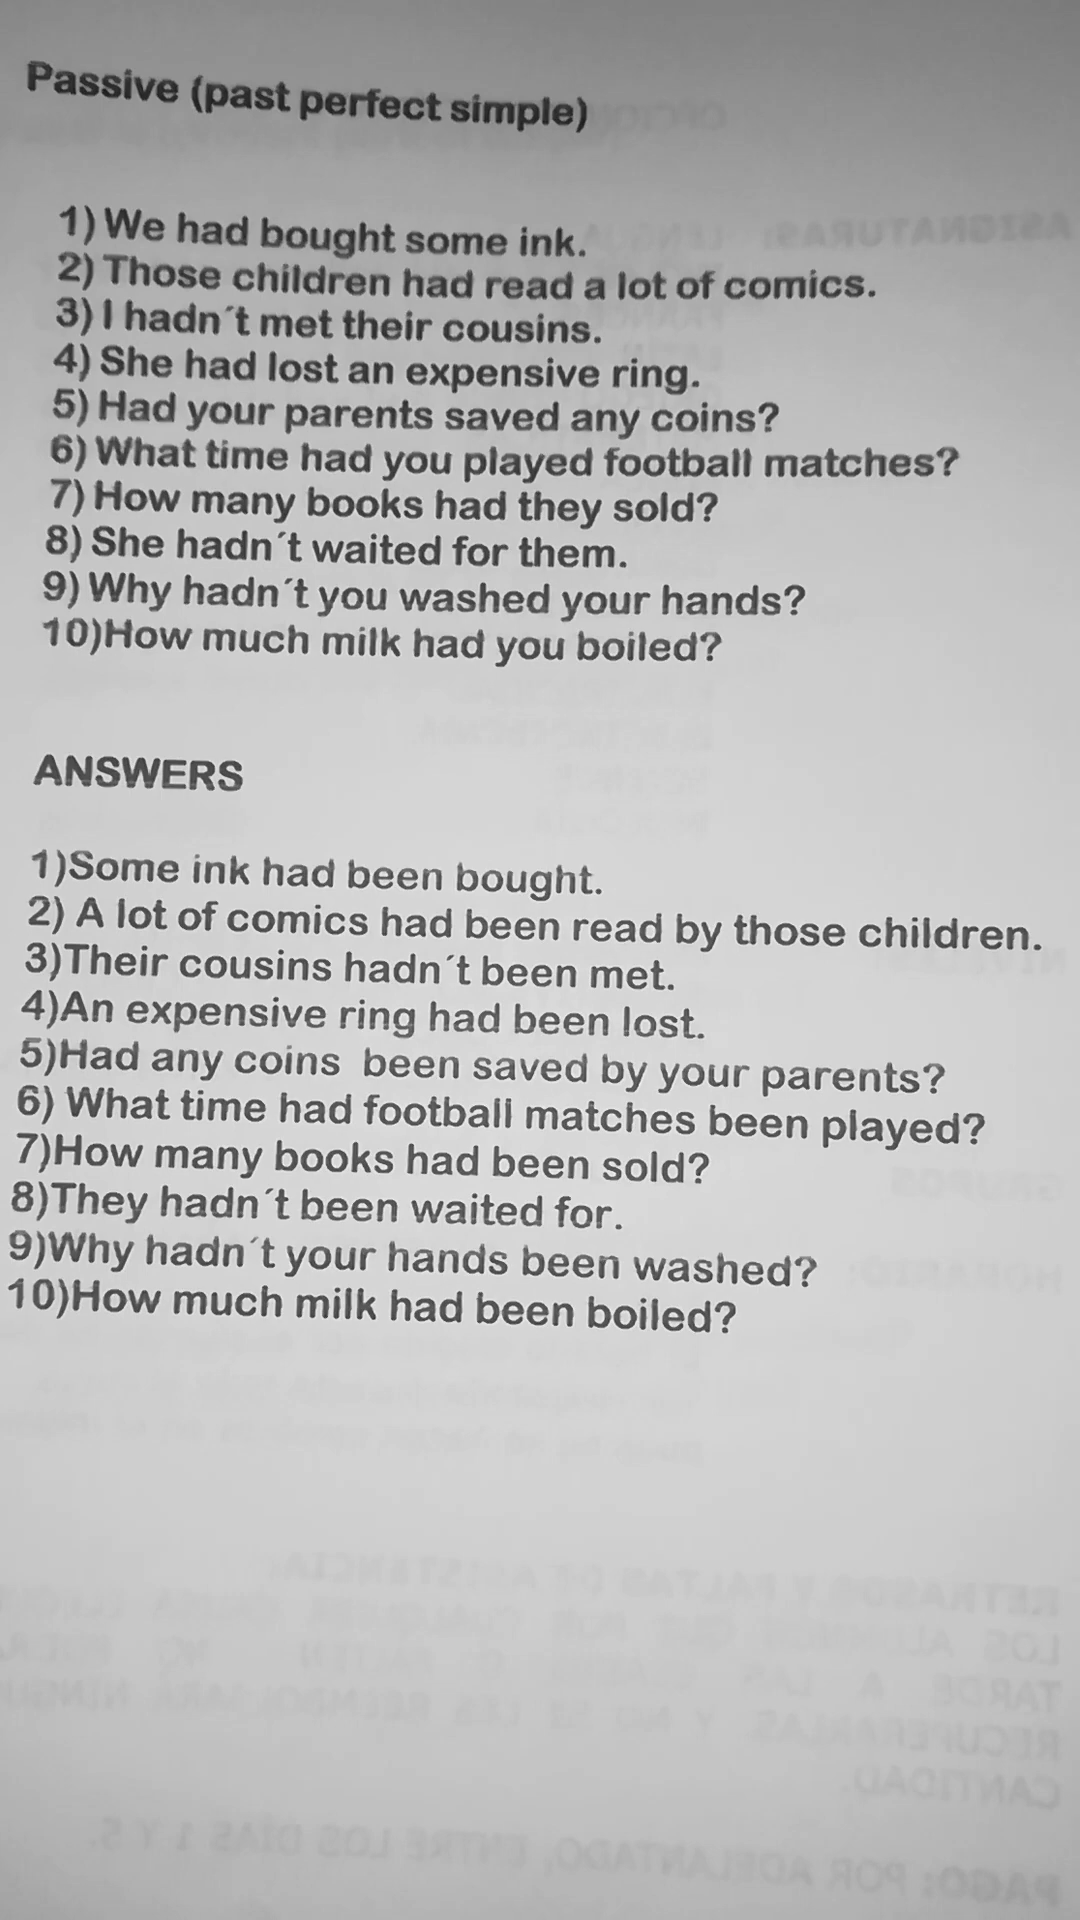 Passive (past perfect simple)
1) We had bought some ink.
2) Those children had read a lot of comics.
3) I hadn´t met their cousins.
4) She had lost an expensive ring.
5) Had your parents saved any coins?
6) What time had you played football matches?
7) How many books had they sold?
8) She hadn´t waited for them.
9) Why hadn´t you washed your hands?
10)How much milk had you boiled?
ANSWERS
1)Some ink had been bought.
2) A lot of comics had been read by those children.
3)Their cousins hadn´t been met.
4)An expensive ring had been lost.
5)Had any coins been saved by your parents?
6) What time had football matches been played?
7)How many books had been sold?
8)They hadn´t been waited for.
9)Why hadn´t your hands been washed?
10)How much milk had been boiled?